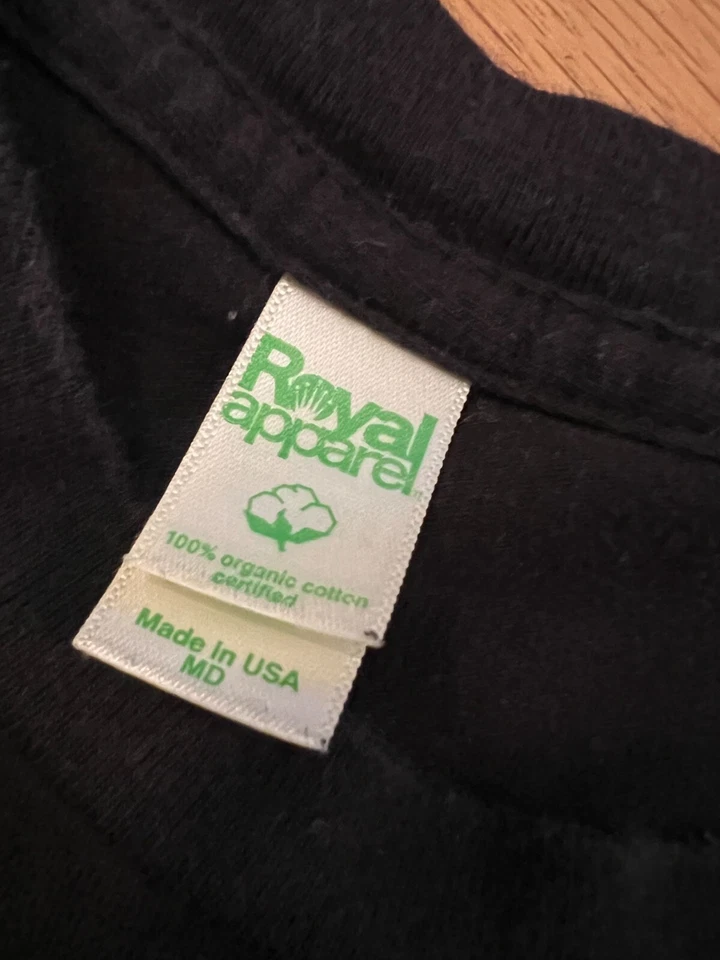 Royal
apparel
100% organic cotton
certified
Made in USA
MD